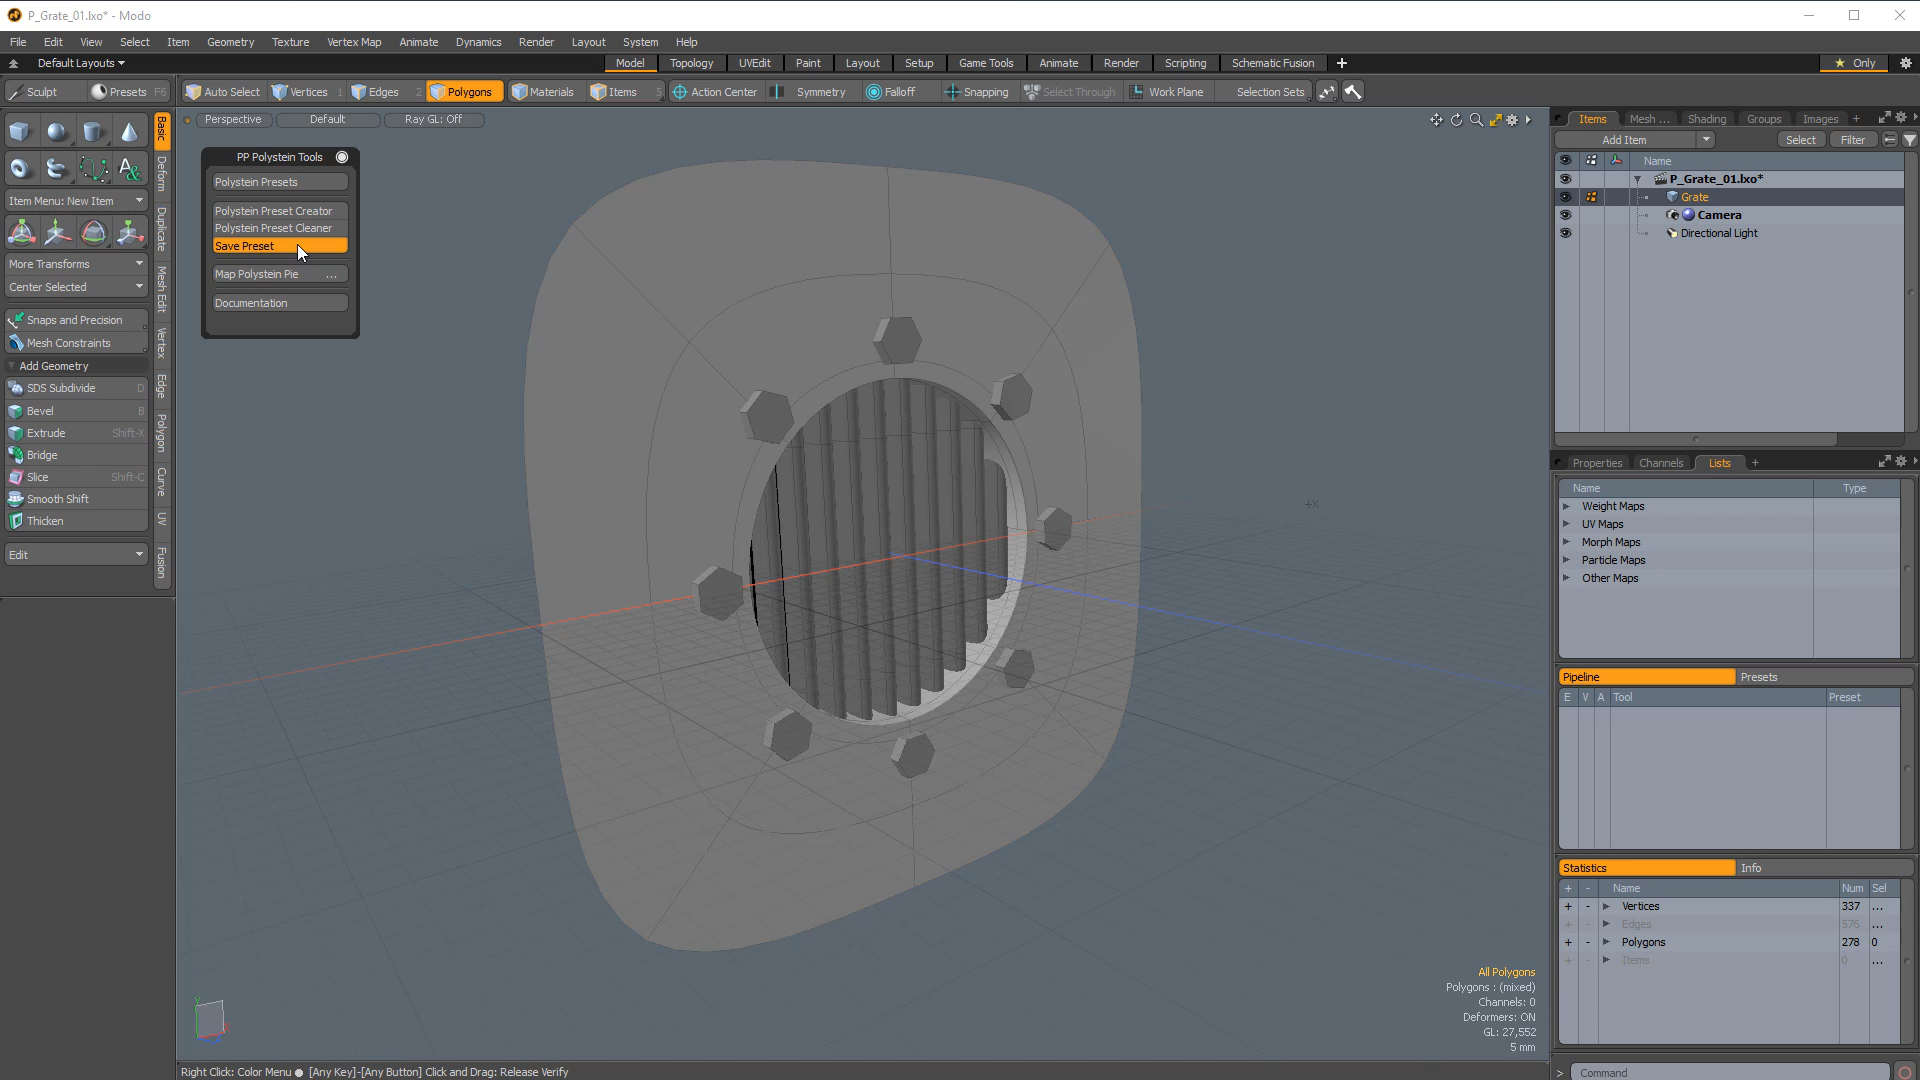 P_Grate_01.lxo* - Modo
File Edit View Select Item Geometry Texture Vertex Map Animate Dynamics Render Layout System Help
Default Layouts Model Topology UVEdit Paint Layout Setup Game Tools Animate Render Scripting Schematic Fusion + Only
Sculpt Presets F6 Auto Select Vertices 1 Edges 2 Polygons Materials Items 5 Action Center Symmetry Falloff Snapping Select Through Work Plane Selection Sets
Basic
Deform
Duplicate
Mesh Edit
Vertex
Edge
Polygon
Curve
UV
Fusion
Item Menu: New Item
More Transforms
Center Selected
Snaps and Precision
Mesh Constraints
Add Geometry
SDS Subdivide D
Bevel B
Extrude Shift-X
Bridge
Slice Shift-C
Smooth Shift
Thicken
Edit
Perspective Default Ray GL: Off
PP Polystein Tools
Polystein Presets
Polystein Preset Creator
Polystein Preset Cleaner
Save Preset
Map Polystein Pie ...
Documentation
+X
All Polygons
Polygons : (mixed)
Channels: 0
Deformers: ON
GL: 27,552
5 mm
Right Click: Color Menu ● [Any Key]-[Any Button] Click and Drag: Release Verify
Items Mesh ... Shading Groups Images +
Add Item Select Filter
Name
P_Grate_01.lxo*
Grate
Camera
Directional Light
Properties Channels Lists +
Name Type
Weight Maps
UV Maps
Morph Maps
Particle Maps
Other Maps
Pipeline Presets
E V A Tool Preset
Statistics Info
+ - Name Num Sel
+ - Vertices 337 ...
+ - Edges 576 ...
+ - Polygons 278 0
+ - Items 0 ...
> Command